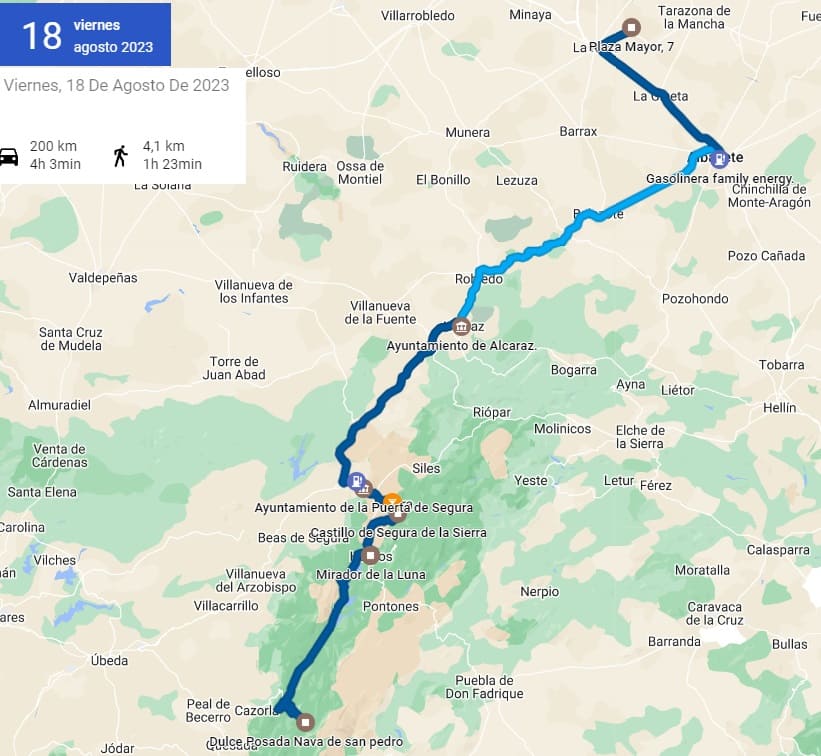 18 viernes
agosto 2023
Viernes, 18 De Agosto De 2023
200 km
4h 3min
4,1 km
1h 23min
Villarrobledo
Minaya
Tarazona de
la Mancha
Fue
La
Plaza Mayor, 7
elloso
La Gineta
Munera
Barrax
Ruidera
Ossa de
Montiel
El Bonillo
Lezuza
Gasolinera family energy.
Chinchilla de
Monte-Aragón
La Solana
Pozo Cañada
Valdepeñas
Villanueva de
los Infantes
Robledo
Pozohondo
Villanueva
de la Fuente
Ayuntamiento de Alcaraz.
Santa Cruz
de Mudela
Torre de
Juan Abad
Bogarra
Ayna
Liétor
Tobarra
Almuradiel
Riópar
Hellín
Molinicos
Elche de
la Sierra
Venta de
Cárdenas
Siles
Yeste
Letur
Férez
Santa Elena
Ayuntamiento de la Puerta de Segura
Carolina
Castillo de Segura de la Sierra
Beas de Segura
Calasparra
Vilches
Mirador de la Luna
Villanueva
del Arzobispo
Moratalla
Villacarrillo
Pontones
Nerpio
Caravaca
de la Cruz
ares
Barranda
Bullas
Úbeda
Puebla de
Don Fadrique
Peal de
Becerro
Cazorla
Dulce Posada Nava de san pedro
Quesada
Jódar